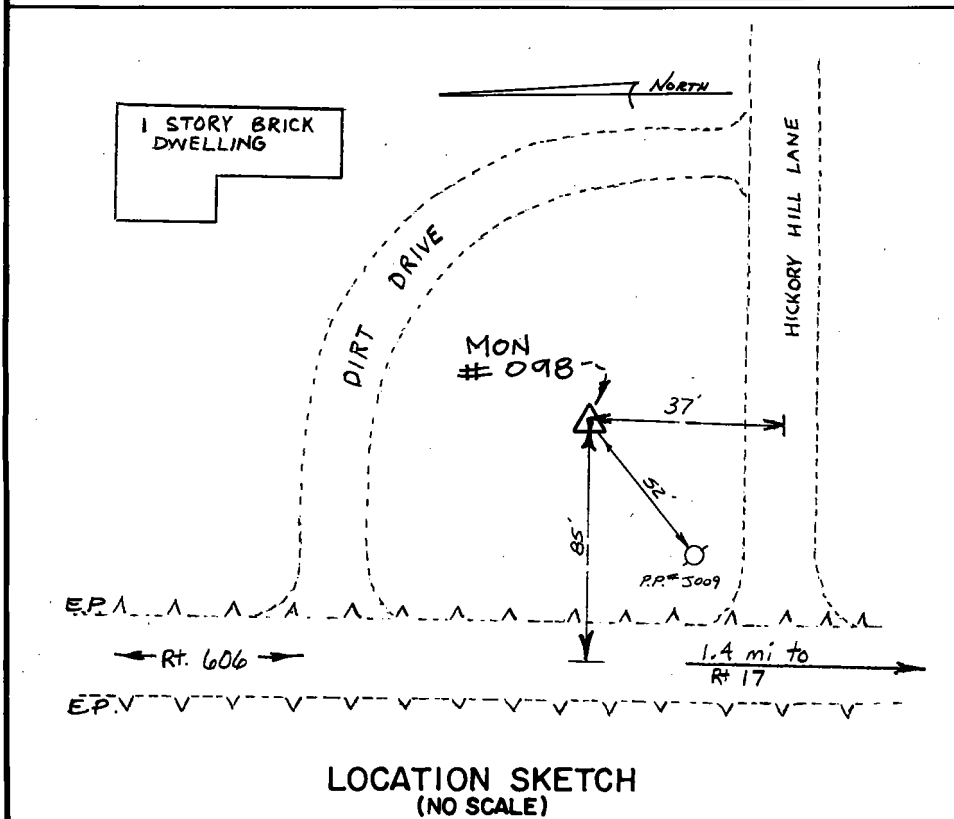 NORTH
1 STORY BRICK
DWELLING
HICKORY HILL LANE
DIRT DRIVE
MON
# 098
37'
52'
85'
P.P.# 5009
E.P.
Rt. 606
1.4 mi to
Rt 17
E.P.
LOCATION SKETCH
(NO SCALE)